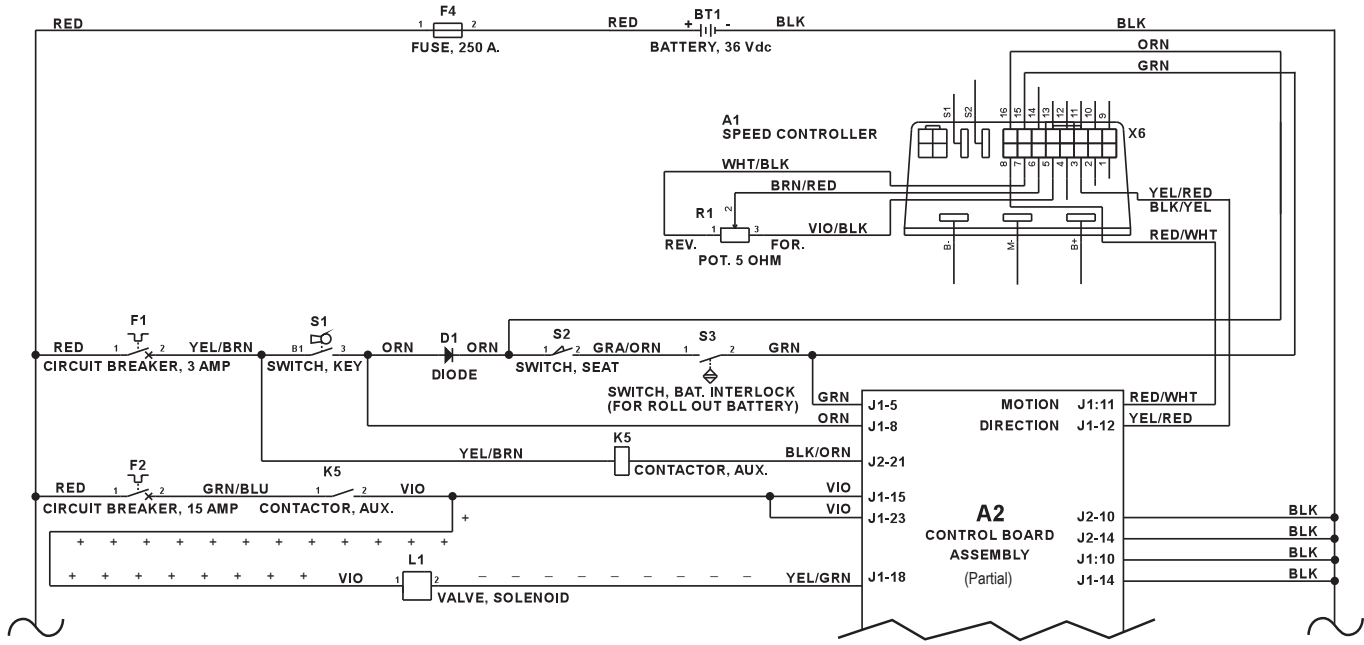 RED
F4
1 2
FUSE, 250 A.
RED
BT1
+ -
BATTERY, 36 Vdc
BLK
BLK
ORN
GRN
A1
SPEED CONTROLLER
S1 S2
16 15 14 13 12 11 10 9
X6
8 7 6 5 4 3 2 1
WHT/BLK
BRN/RED
YEL/RED
BLK/YEL
R1
2
1 3
VIO/BLK
REV. FOR.
POT. 5 OHM
B- M- B+
RED/WHT
F1
RED 1 2 YEL/BRN
CIRCUIT BREAKER, 3 AMP
S1
B1 3
SWITCH, KEY
ORN
D1
ORN
DIODE
S2
1 2
SWITCH, SEAT
GRA/ORN
S3
1 2
GRN
SWITCH, BAT. INTERLOCK
(FOR ROLL OUT BATTERY)
GRN J1-5
ORN J1-8
MOTION J1:11 RED/WHT
DIRECTION J1-12 YEL/RED
YEL/BRN
K5
CONTACTOR, AUX.
BLK/ORN J2-21
F2
RED 1 2 GRN/BLU
CIRCUIT BREAKER, 15 AMP
K5
1 2
CONTACTOR, AUX.
VIO
VIO J1-15
VIO J1-23
A2
CONTROL BOARD
ASSEMBLY
(Partial)
J2-10 BLK
J2-14 BLK
J1:10 BLK
J1-14 BLK
+
+ + + + + + + + + + + +
+ + + + + + + +
VIO
L1
1 2
VALVE, SOLENOID
– – – – – – – –
YEL/GRN J1-18